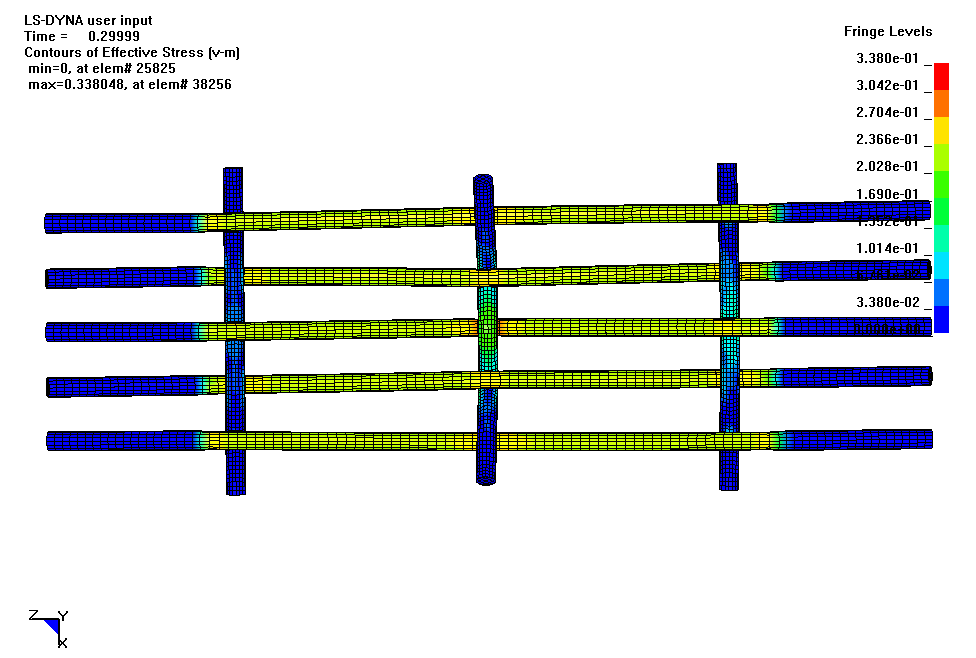 LS-DYNA user input
Time = 0.29999
Contours of Effective Stress (v-m)
min=0, at elem# 25825
max=0.338048, at elem# 38256
Fringe Levels
3.380e-01
3.042e-01
2.704e-01
2.366e-01
2.028e-01
1.690e-01
1.014e-01
3.380e-02
Z
Y
X